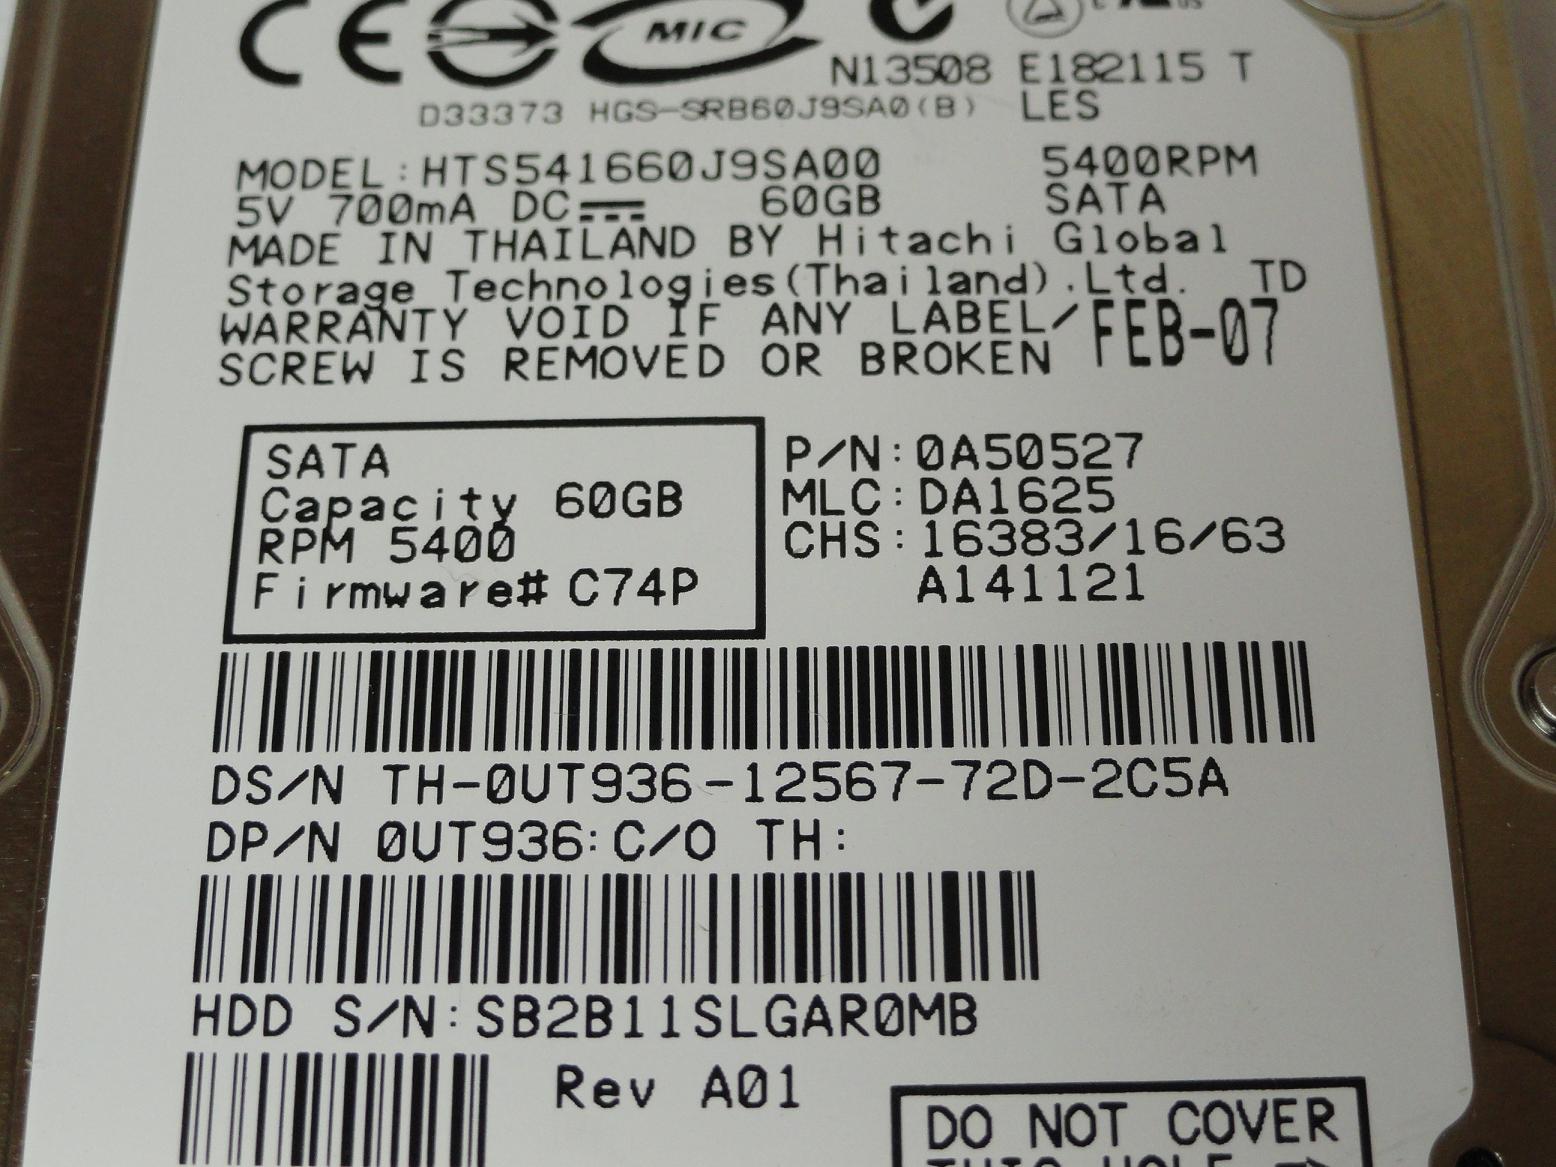 CE MIC
N13508 E182115 T
D33373 HGS-SRB60J9SA0(B) LES
MODEL:HTS541660J9SA00 5400RPM
5V 700mA DC 60GB SATA
MADE IN THAILAND BY Hitachi Global
Storage Technologies(Thailand).Ltd. TD
WARRANTY VOID IF ANY LABEL/ FEB-07
SCREW IS REMOVED OR BROKEN
SATA
Capacity 60GB
RPM 5400
Firmware# C74P
P/N:0A50527
MLC:DA1625
CHS:16383/16/63
A141121
DS/N TH-0UT936-12567-72D-2C5A
DP/N 0UT936:C/O TH:
HDD S/N:SB2B11SLGAR0MB
Rev A01
DO NOT COVER
THIS HOLE